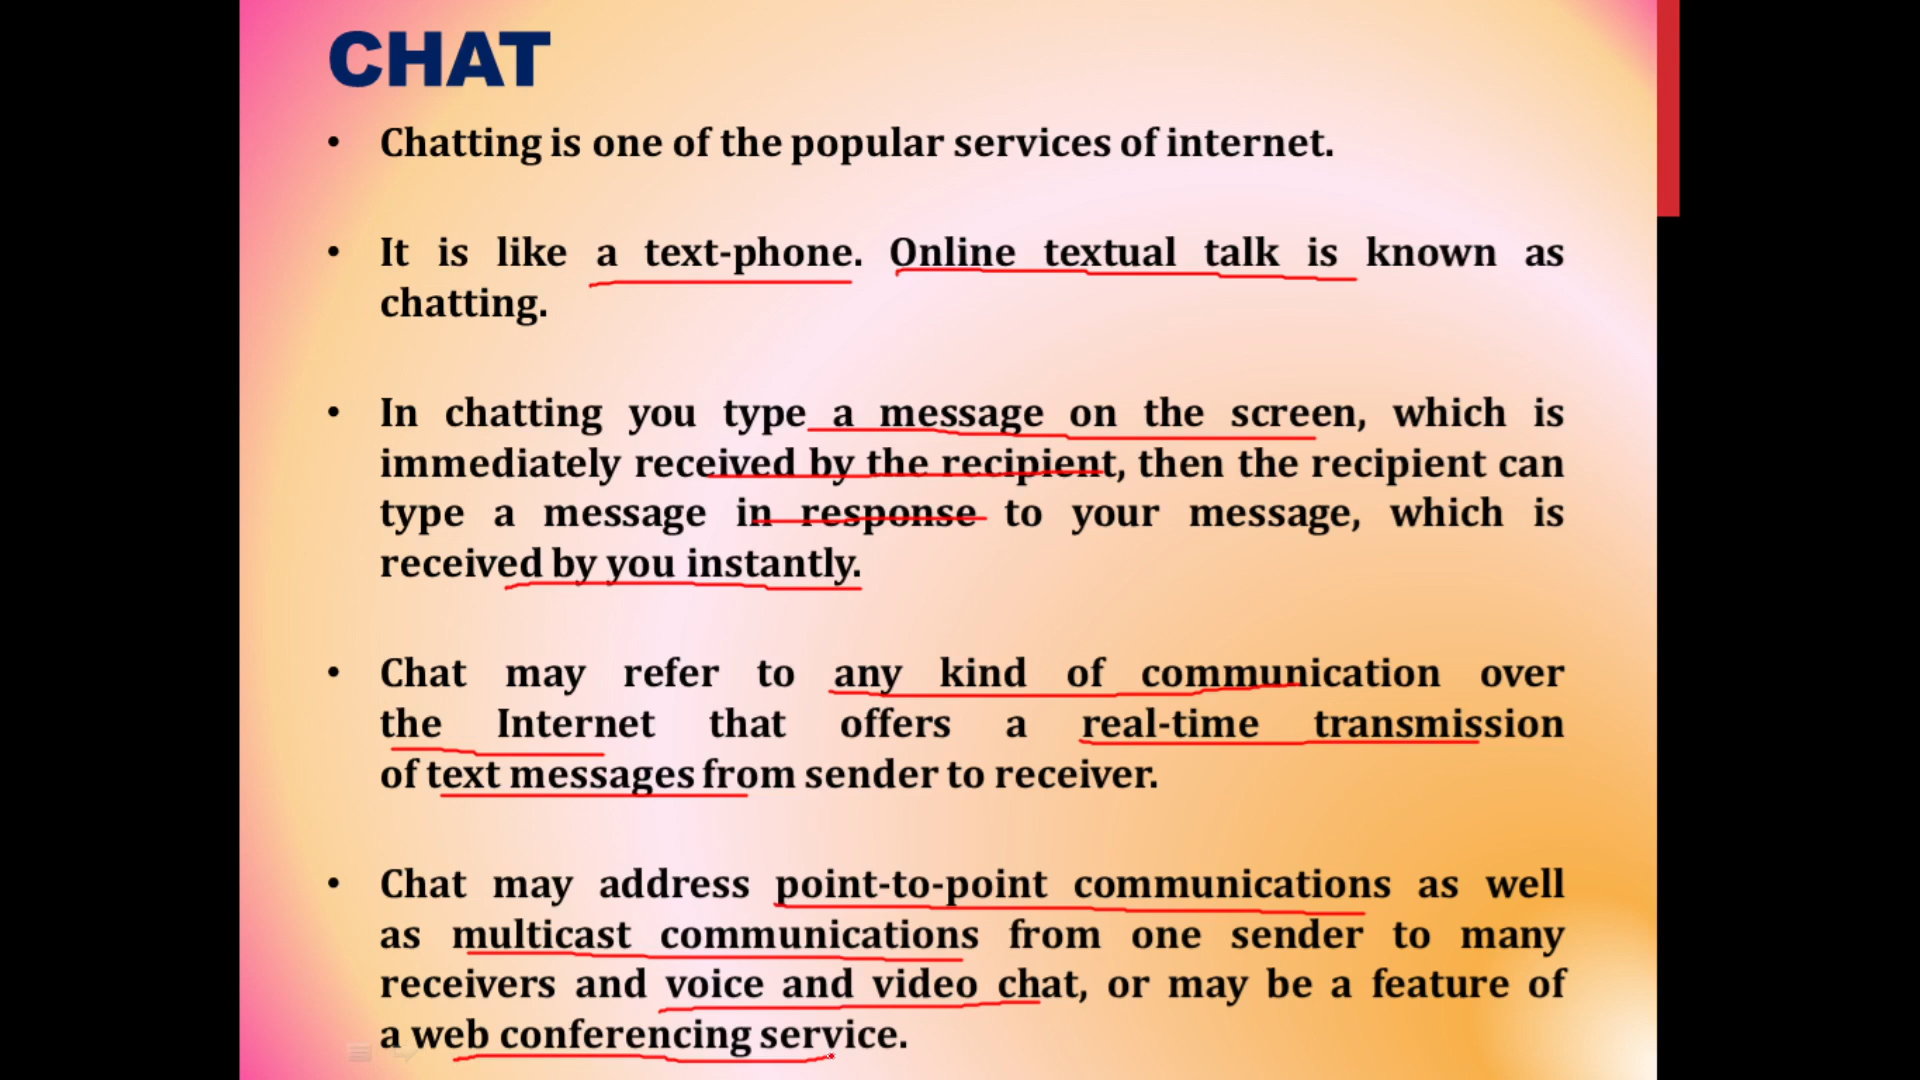 CHAT
• Chatting is one of the popular services of internet.
• It is like a text-phone. Online textual talk is known as
chatting.
• In chatting you type a message on the screen, which is
immediately received by the recipient, then the recipient can
type a message in response to your message, which is
received by you instantly.
• Chat may refer to any kind of communication over
the Internet that offers a real-time transmission
of text messages from sender to receiver.
• Chat may address point-to-point communications as well
as multicast communications from one sender to many
receivers and voice and video chat, or may be a feature of
a web conferencing service.